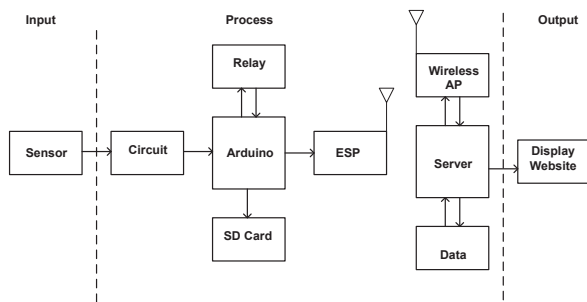 Input
Process
Output
Relay
Wireless
AP
Sensor
Circuit
Arduino
ESP
Server
Display
Website
SD Card
Data